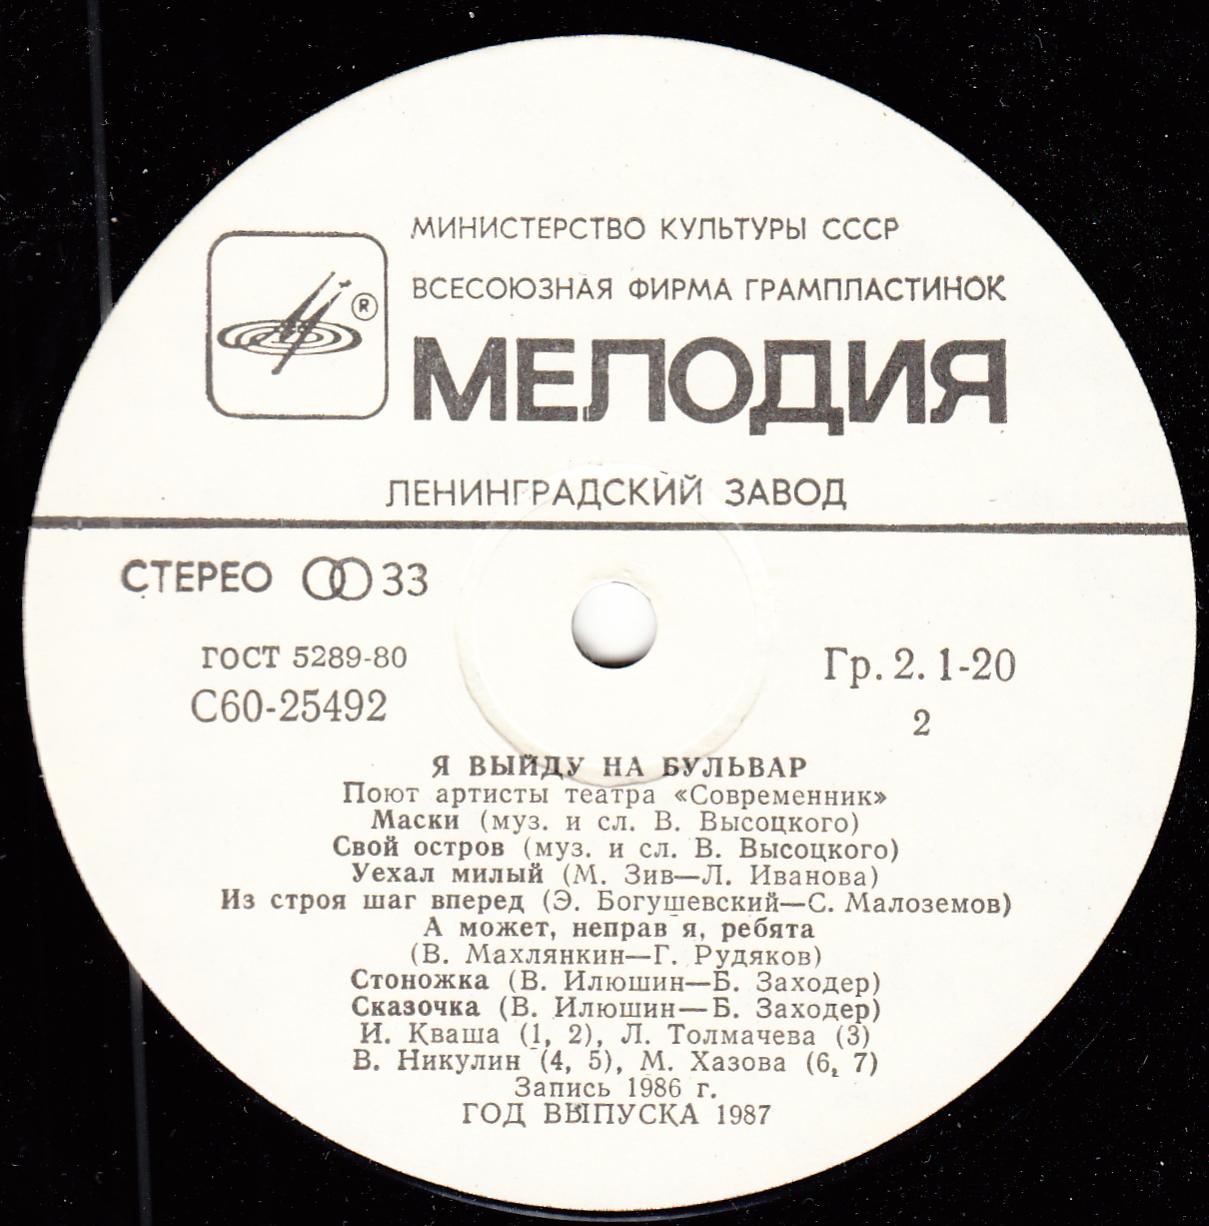 МИНИСТЕРСТВО КУЛЬТУРЫ СССР
ВСЕСОЮЗНАЯ ФИРМА ГРАМПЛАСТИНОК
®
МЕЛОДИЯ
ЛЕНИНГРАДСКИЙ ЗАВОД
СТЕРЕО 33
ГОСТ 5289-80
С60-25492
Гр. 2. 1-20
2
Я ВЫЙДУ НА БУЛЬВАР
Поют артисты театра «Современник»
Маски (муз. и сл. В. Высоцкого)
Свой остров (муз. и сл. В. Высоцкого)
Уехал милый (М. Зив—Л. Иванова)
Из строя шаг вперед (Э. Богушевский—С. Малоземов)
А может, неправ я, ребята
(В. Махлянкин—Г. Рудяков)
Стоножка (В. Илюшин—Б. Заходер)
Сказочка (В. Илюшин—Б. Заходер)
И. Кваша (1, 2), Л. Толмачева (3)
В. Никулин (4, 5), М. Хазова (6, 7)
Запись 1986 г.
ГОД ВЫПУСКА 1987